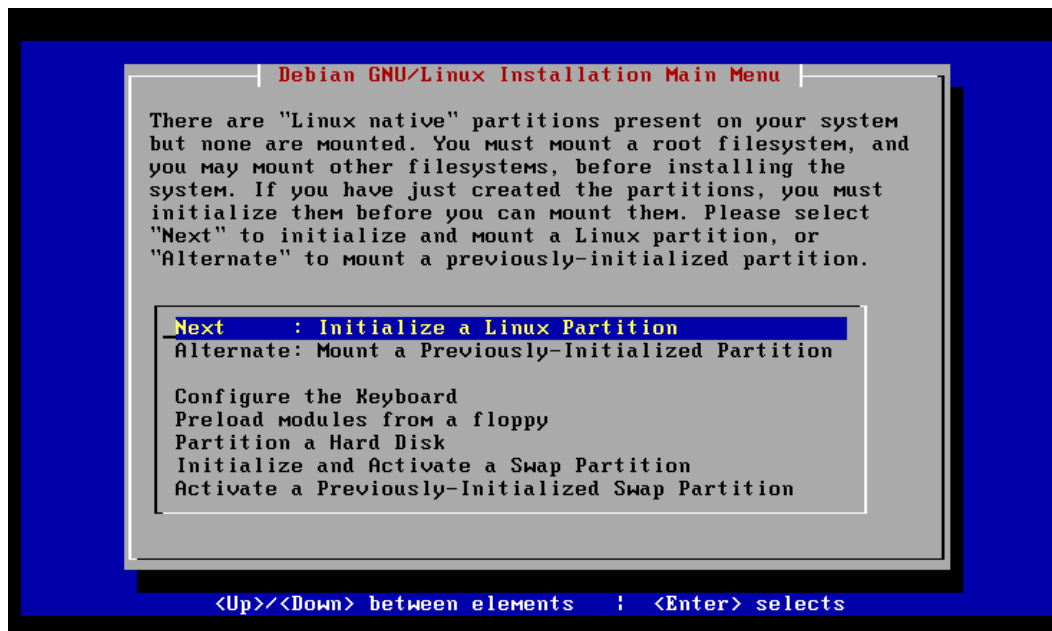 Debian GNU/Linux Installation Main Menu
There are "Linux native" partitions present on your system
but none are mounted. You must mount a root filesystem, and
you may mount other filesystems, before installing the
system. If you have just created the partitions, you must
initialize them before you can mount them. Please select
"Next" to initialize and mount a Linux partition, or
"Alternate" to mount a previously-initialized partition.
Next : Initialize a Linux Partition
Alternate: Mount a Previously-Initialized Partition
Configure the Keyboard
Preload modules from a floppy
Partition a Hard Disk
Initialize and Activate a Swap Partition
Activate a Previously-Initialized Swap Partition
<Up>/<Down> between elements ¦ <Enter> selects